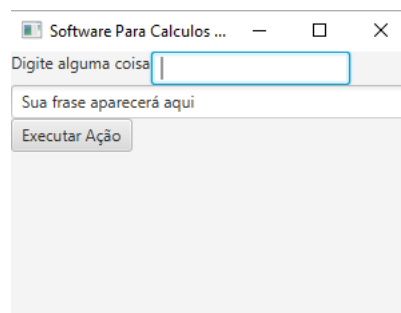 Software Para Calculos ...
Digite alguma coisa
Sua frase aparecerá aqui
Executar Ação